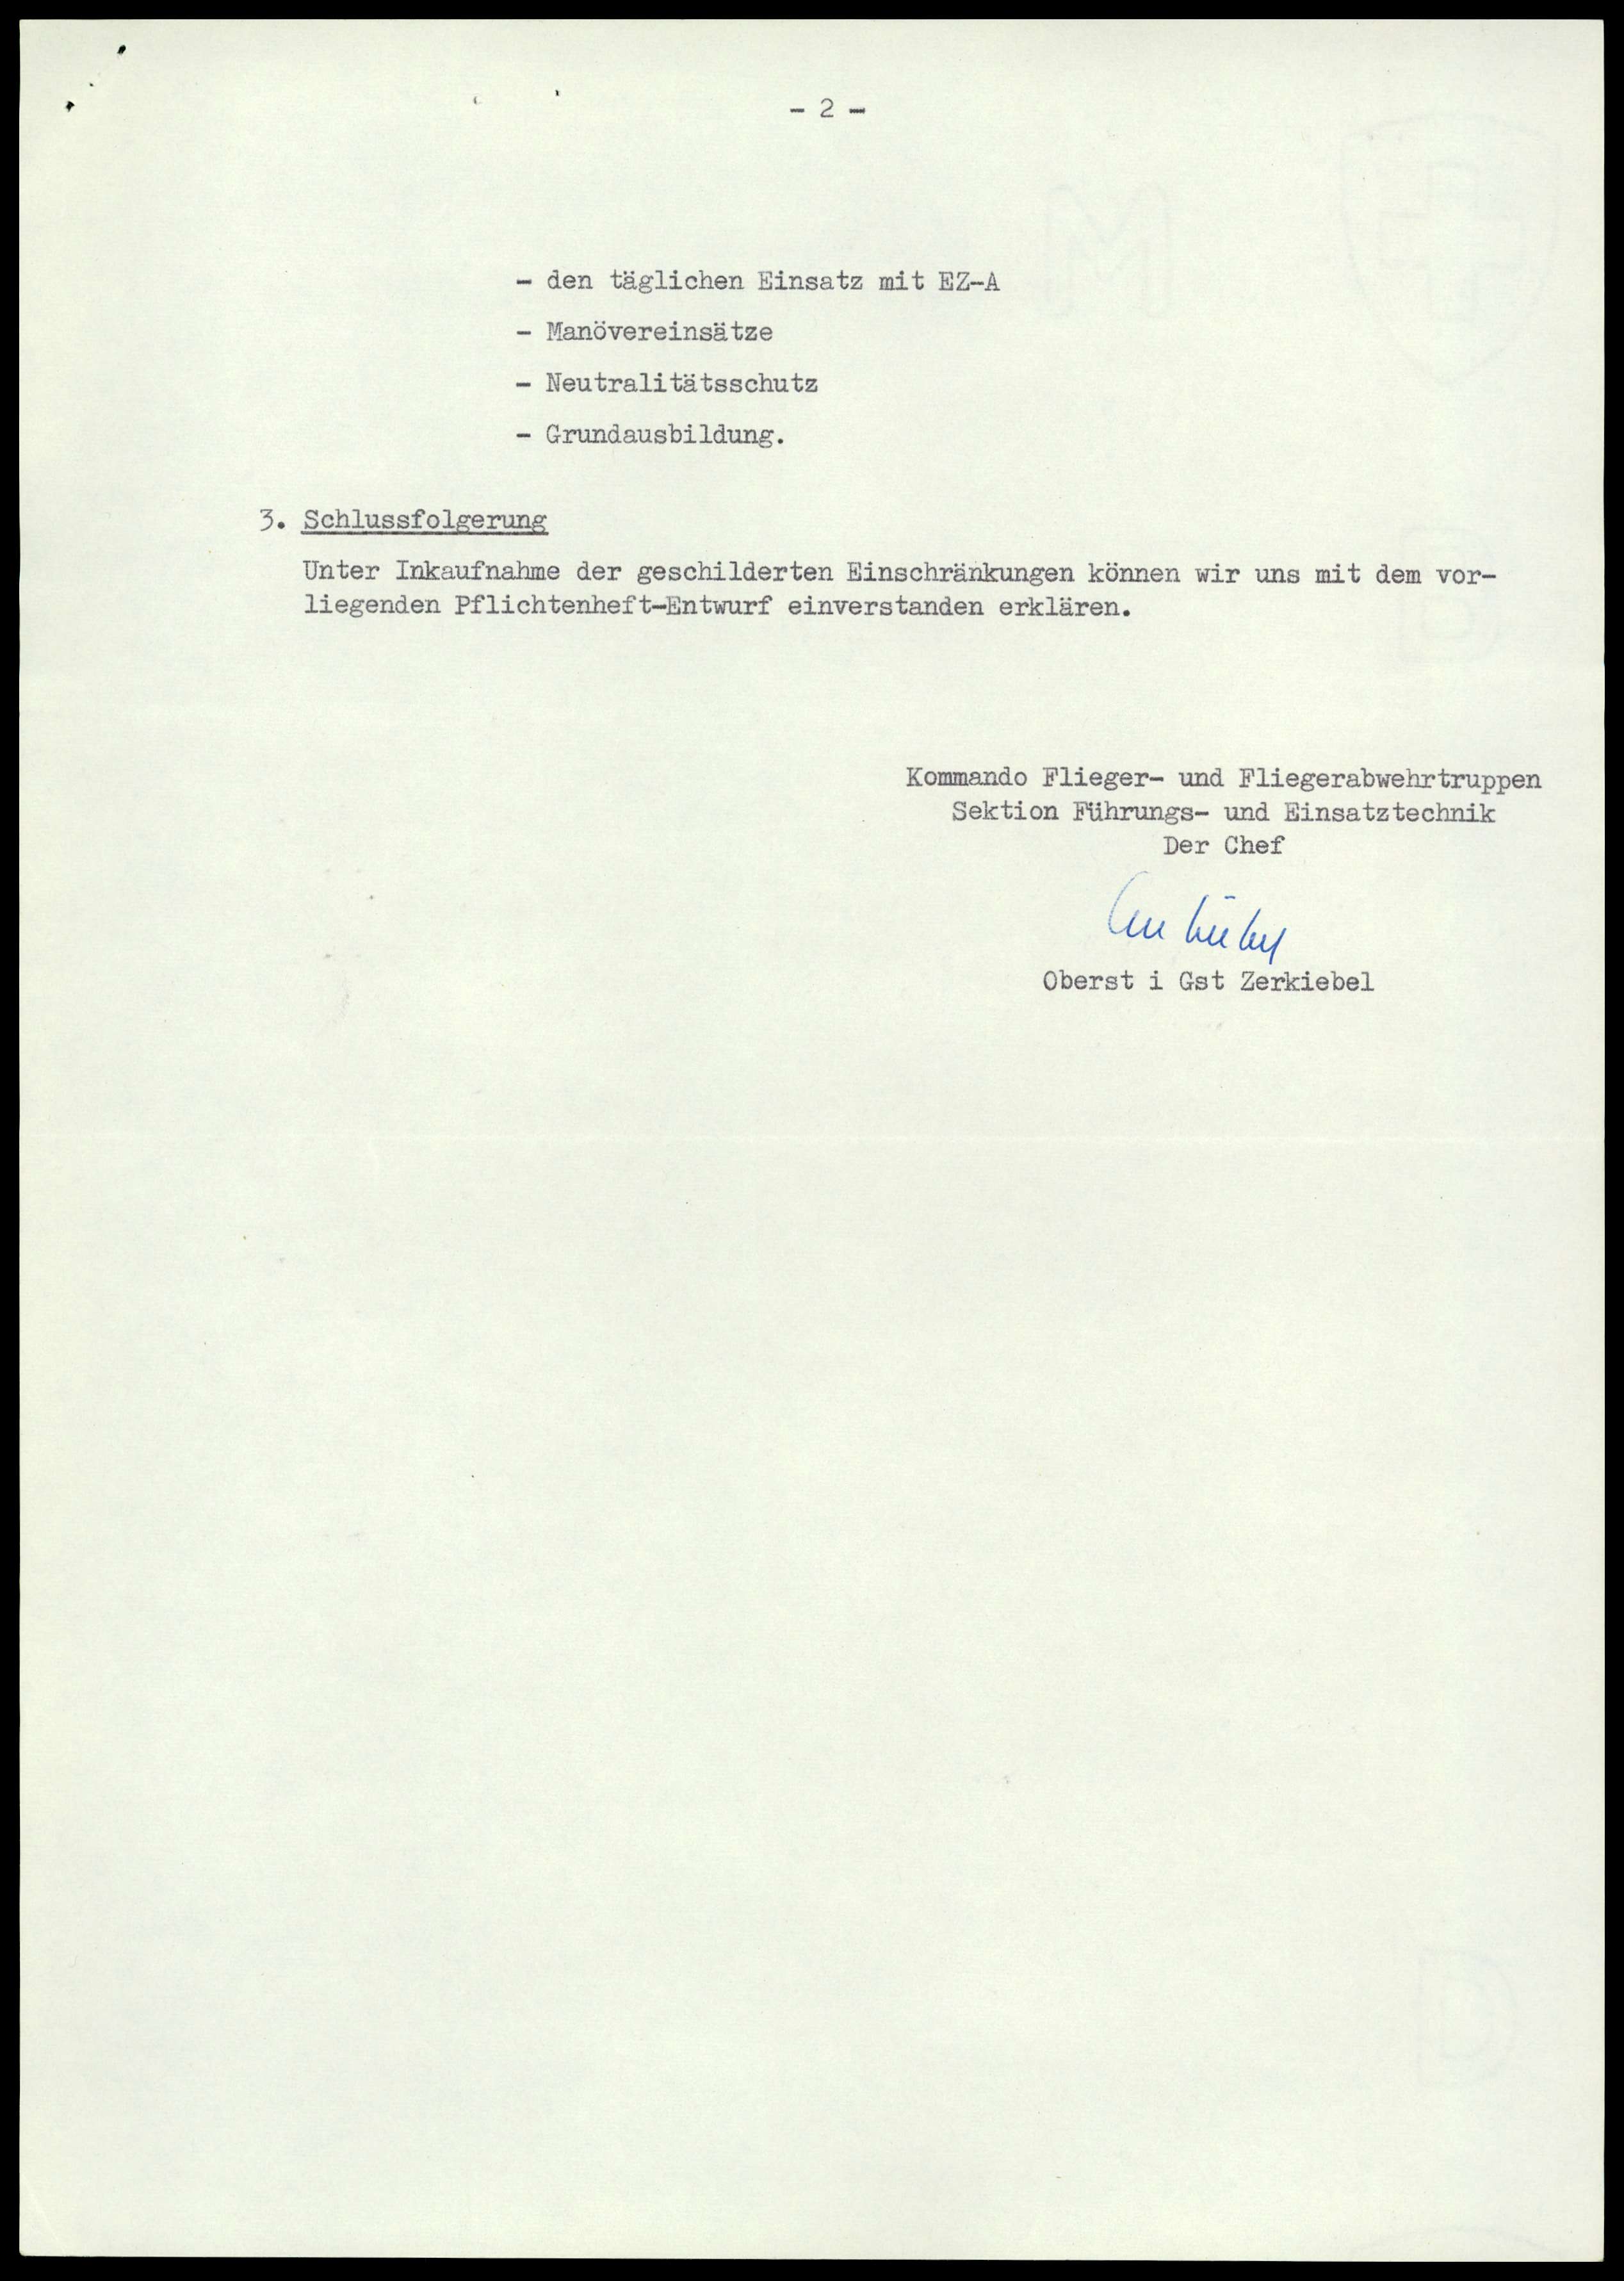 - 2 -
- den täglichen Einsatz mit EZ-A
- Manövereinsätze
- Neutralitätsschutz
- Grundausbildung.
3. Schlussfolgerung
Unter Inkaufnahme der geschilderten Einschränkungen können wir uns mit dem vor-
liegenden Pflichtenheft-Entwurf einverstanden erklären.
Kommando Flieger- und Fliegerabwehrtruppen
Sektion Führungs- und Einsatztechnik
Der Chef
Oberst i Gst Zerkiebel